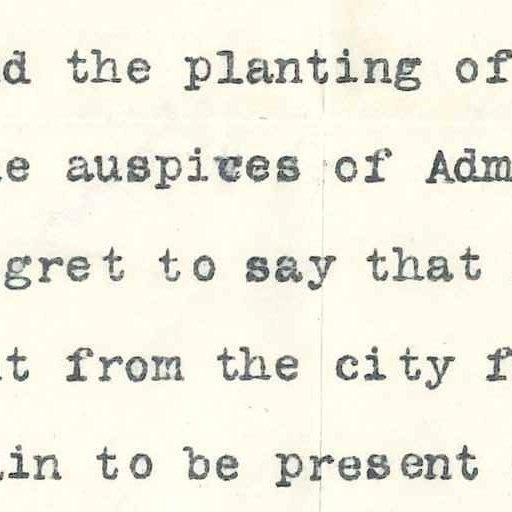 d the planting of
e auspices of Adm
gret to say that
t from the city f
in to be present